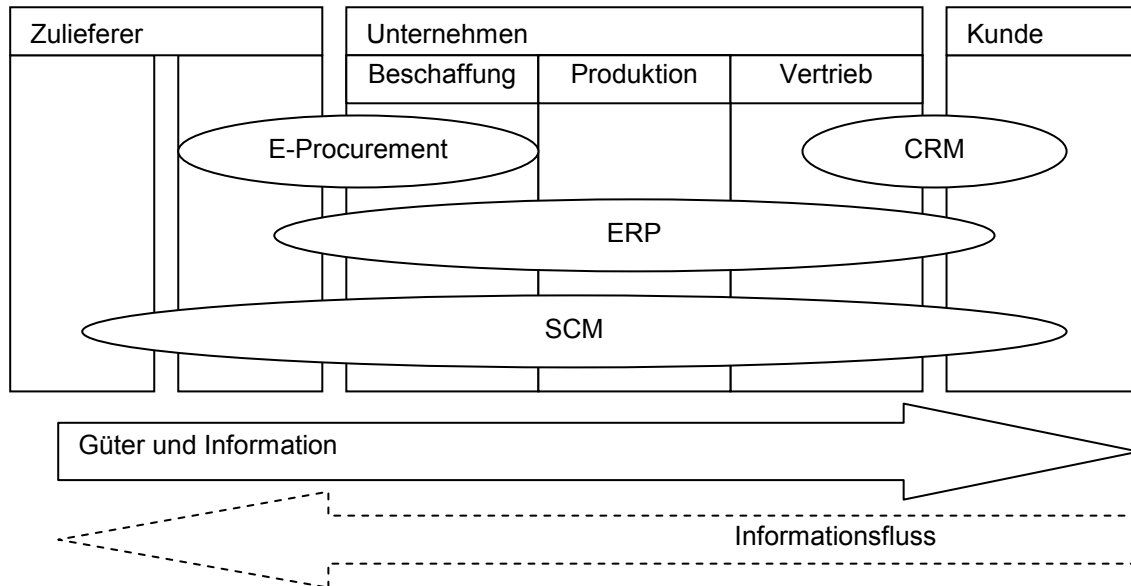 Zulieferer
Unternehmen
Kunde
Beschaffung
Produktion
Vertrieb
E-Procurement
CRM
ERP
SCM
Güter und Information
Informationsfluss